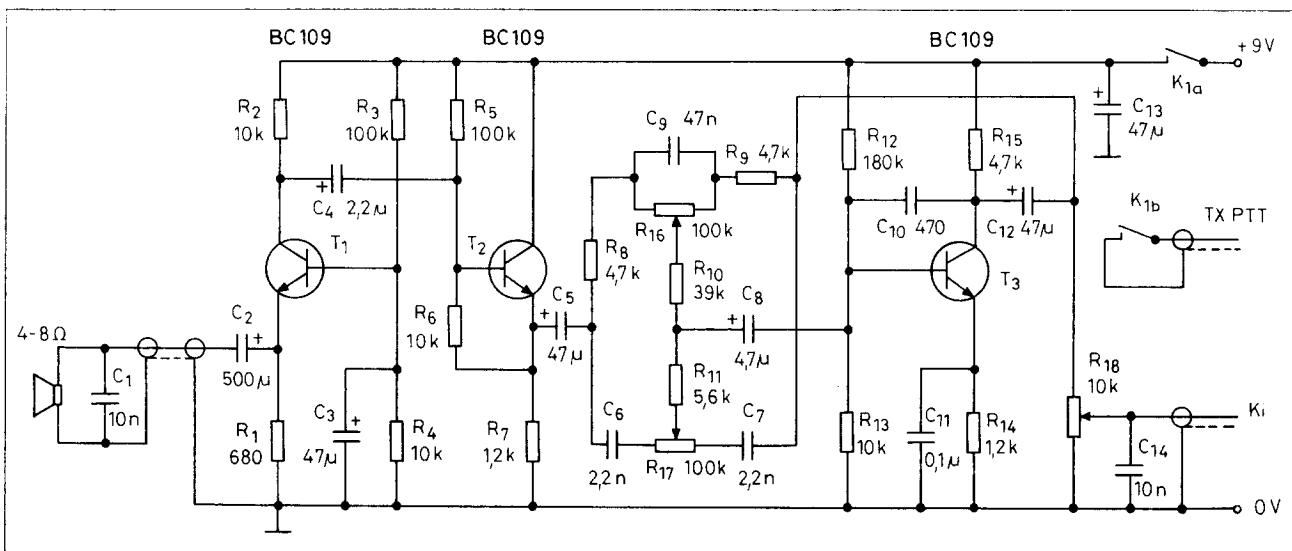 BC109
BC109
BC109
+9V
K1a
R2
10k
R3
100k
R5
100k
C9
47n
R9 4,7k
R12
180k
R15
4,7k
C13
47µ
C4 2,2µ
R16
100k
C10 470
C12 47µ
K1b
TX PTT
T1
T2
T3
R8
4,7k
R10
39k
C5
47µ
C8
4,7µ
R6
10k
4-8Ω
C1
10n
C2
500µ
R1
680
C3
47µ
R4
10k
R7
1,2k
C6
2,2n
R11
5,6k
R17
100k
C7
2,2n
R13
10k
C11
0,1µ
R14
1,2k
R18
10k
C14
10n
Ki
0V